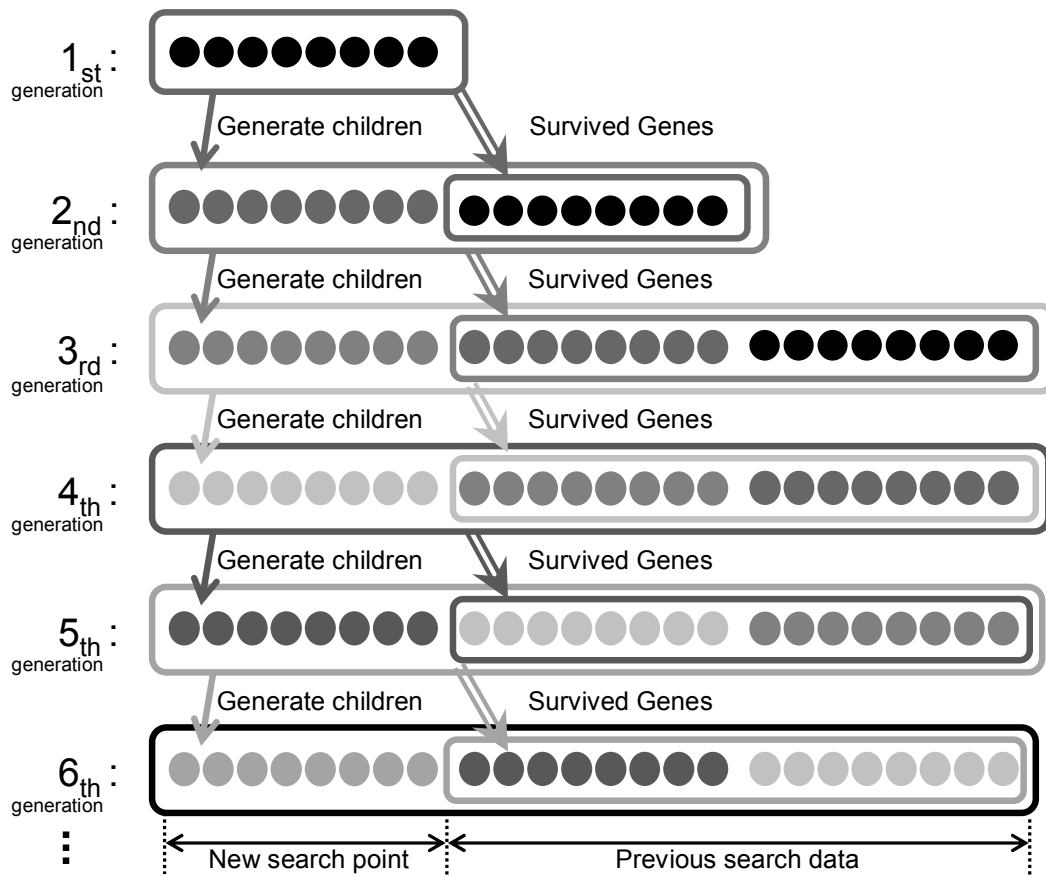 1st :
generation
Generate children Survived Genes
2nd :
generation
Generate children Survived Genes
3rd :
generation
Generate children Survived Genes
4th :
generation
Generate children Survived Genes
5th :
generation
Generate children Survived Genes
6th :
generation
New search point Previous search data